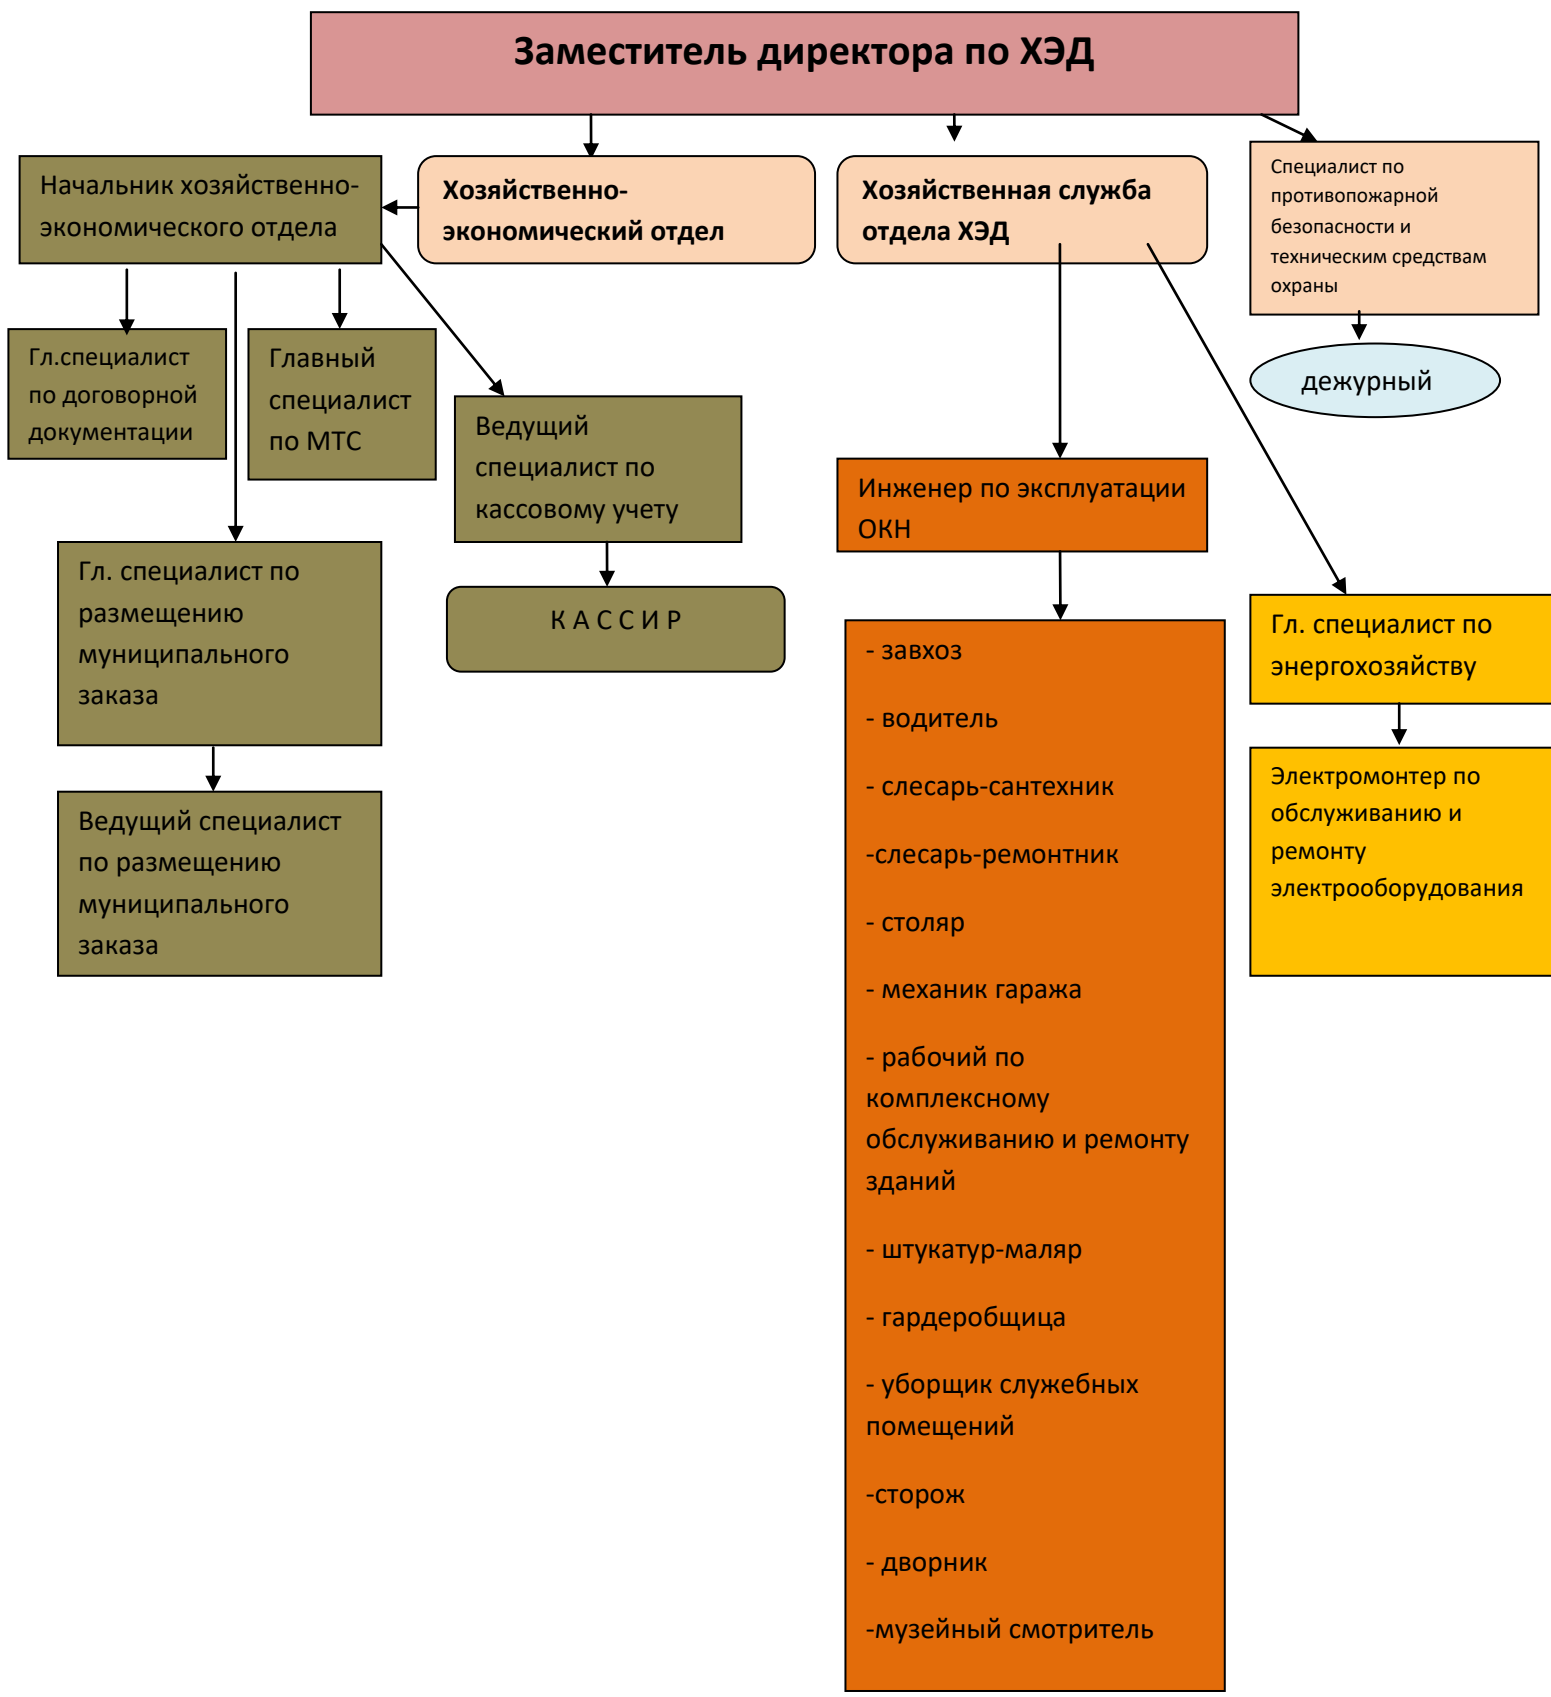 Заместитель директора по ХЭД
Начальник хозяйственно-
экономического отдела
Хозяйственно-
экономический отдел
Хозяйственная служба
отдела ХЭД
Специалист по
противопожарной
безопасности и
техническим средствам
охраны
дежурный
Гл.специалист
по договорной
документации
Главный
специалист
по МТС
Ведущий
специалист по
кассовому учету
К А С С И Р
Гл. специалист по
размещению
муниципального
заказа
Ведущий специалист
по размещению
муниципального
заказа
Инженер по эксплуатации
ОКН
- завхоз
- водитель
- слесарь-сантехник
-слесарь-ремонтник
- столяр
- механик гаража
- рабочий по
комплексному
обслуживанию и ремонту
зданий
- штукатур-маляр
- гардеробщица
- уборщик служебных
помещений
-сторож
- дворник
-музейный смотритель
Гл. специалист по
энергохозяйству
Электромонтер по
обслуживанию и
ремонту
электрооборудования